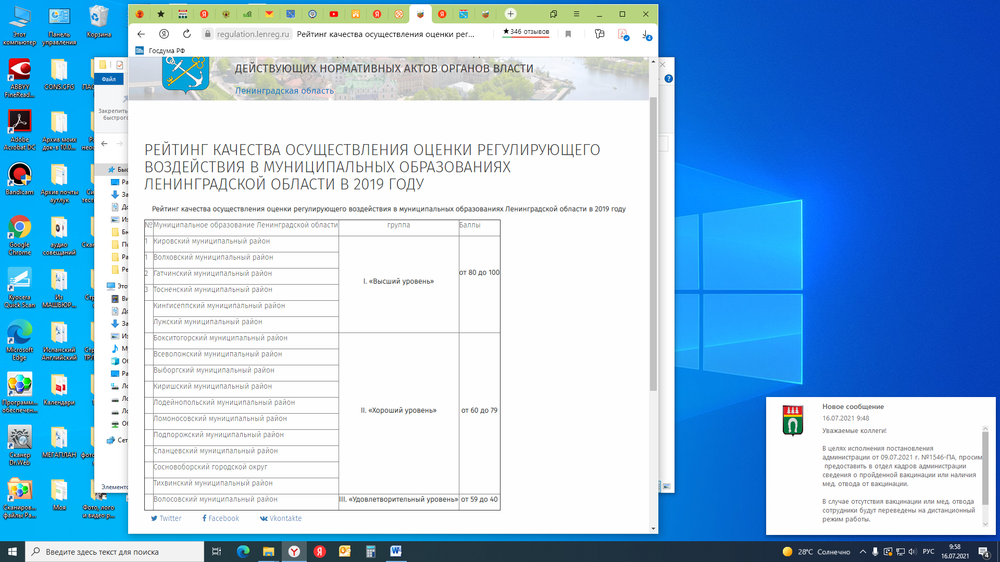 Этот компьютер
Панель управления
Корзина
ABBYY FineRead...
CONS.CFG
Adobe Acrobat DC
Архив моих док-в 10.0...
Bandicam
Архив почты аутлук
Google Chrome
аудио совещаний
Kyocera Quick Scan
Из МАШБЮР...
Microsoft Edge
Испанский Английский
Программ... обеспечен...
Календари
Сканер Dr.Web
МЕГАПЛАН
Сканиров... файлы Ра...
Моя
Фото, лого и видео р...
Файл
Закрепить
быстрого
Элементо
regulation.lenreg.ru
Рейтинг качества осуществления оценки рег...
★346 отзывов
4
Госдума РФ
ДЕЙСТВУЮЩИХ НОРМАТИВНЫХ АКТОВ ОРГАНОВ ВЛАСТИ
Ленинградская область
РЕЙТИНГ КАЧЕСТВА ОСУЩЕСТВЛЕНИЯ ОЦЕНКИ РЕГУЛИРУЮЩЕГО
ВОЗДЕЙСТВИЯ В МУНИЦИПАЛЬНЫХ ОБРАЗОВАНИЯХ
ЛЕНИНГРАДСКОЙ ОБЛАСТИ В 2019 ГОДУ
Рейтинг качества осуществления оценки регулирующего воздействия в муниципальных образованиях Ленинградской области в 2019 году
№ Муниципальное образование Ленинградской области группа Баллы
1 Кировский муниципальный район
1 Волховский муниципальный район
2 Гатчинский муниципальный район
от 80 до 100
I. «Высший уровень»
3 Тосненский муниципальный район
Кингисеппский муниципальный район
Лужский муниципальный район
Бокситогорский муниципальный район
Всеволожский муниципальный район
Выборгский муниципальный район
Киришский муниципальный район
Лодейнопольский муниципальный район
II. «Хороший уровень» от 60 до 79
Ломоносовский муниципальный район
Подпорожский муниципальный район
Сланцевский муниципальный район
Сосновоборский городской округ
Тихвинский муниципальный район
Волосовский муниципальный район III. «Удовлетворительный уровень» от 59 до 40
Twitter Facebook Vkontakte
Новое сообщение
16.07.2021 9:48
Уважаемые коллеги!
В целях исполнения постановления
администрации от 09.07.2021 г. №1546-ПА, просим
предоставить в отдел кадров администрации
сведения о пройденной вакцинации или наличия
мед. отвода от вакцинации.
В случае отсутствия вакцинации или мед. отвода
сотрудники будут переведены на дистанционный
режим работы.
Введите здесь текст для поиска
28°C Солнечно
РУС
9:58
16.07.2021
4